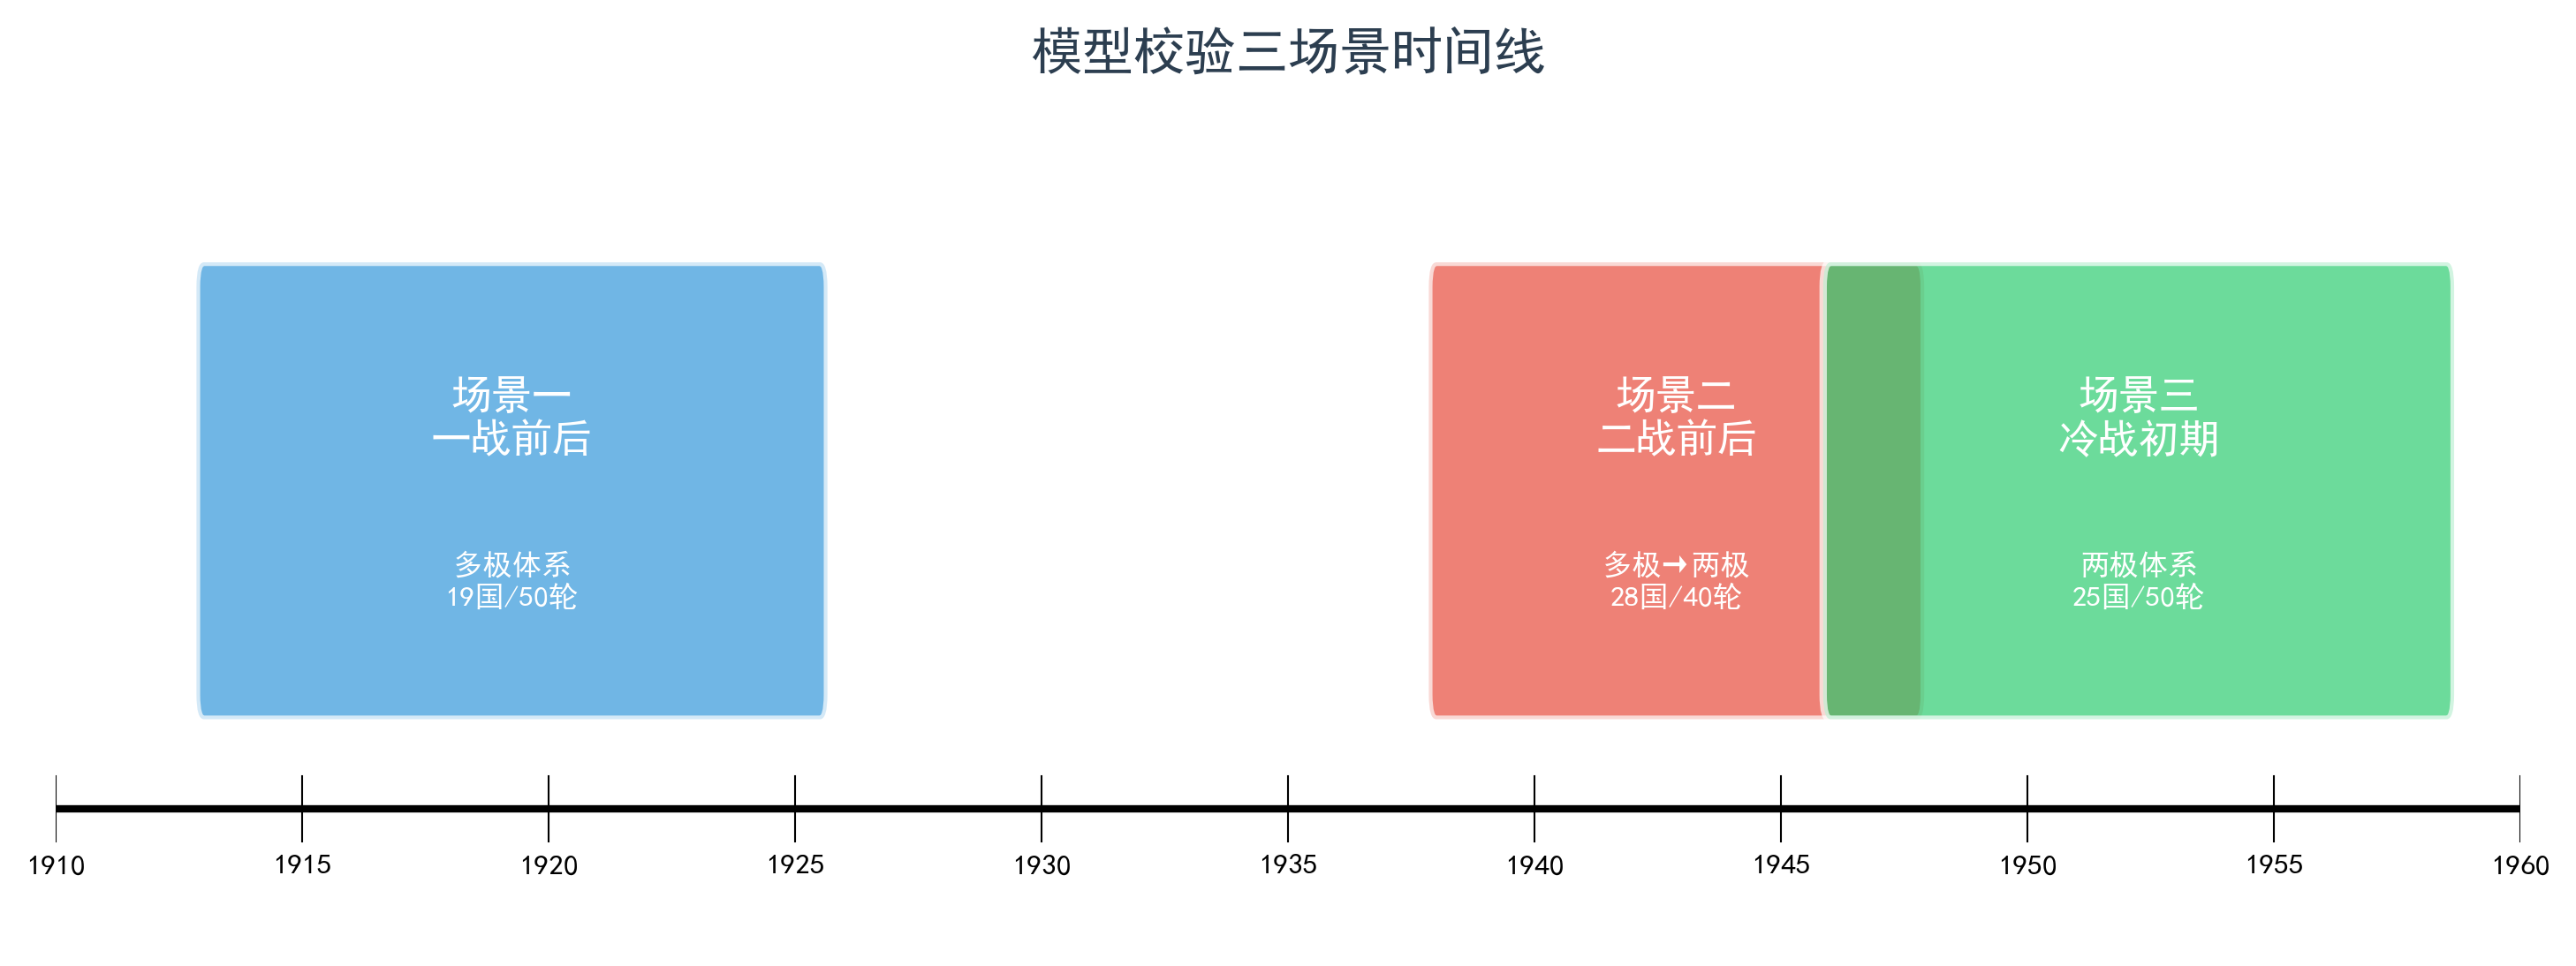 模型校验三场景时间线
场景一
一战前后
多极体系
19国/50轮
场景二
二战前后
多极→两极
28国/40轮
场景三
冷战初期
两极体系
25国/50轮
1910
1915
1920
1925
1930
1935
1940
1945
1950
1955
1960